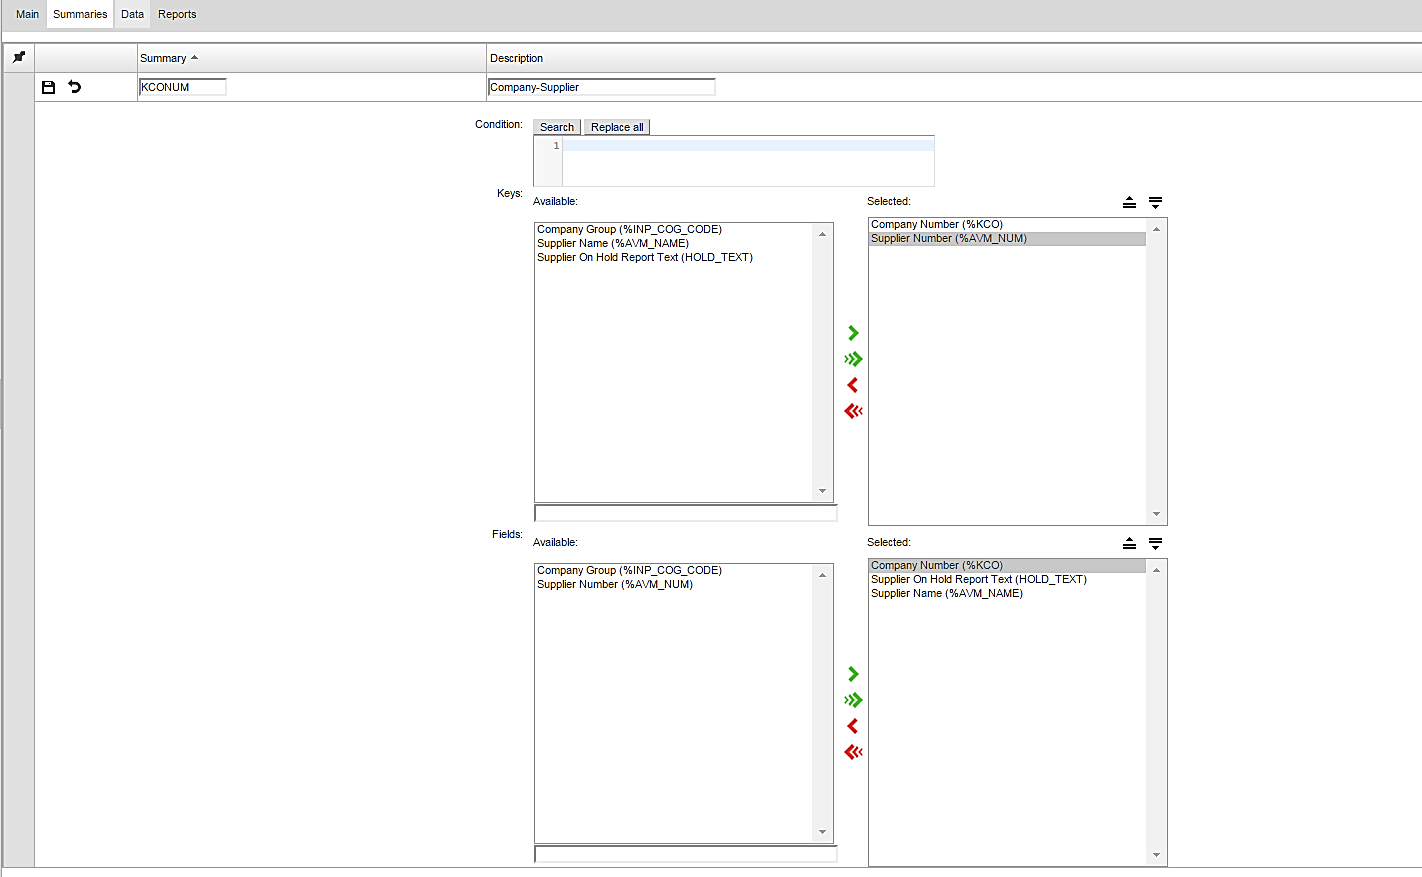 Main Summaries Data Reports
Summary Description
KCONUM Company-Supplier
Condition: Search Replace all
1
Keys:
Available: Selected:
Company Group (%INP_COG_CODE)
Supplier Name (%AVM_NAME)
Supplier On Hold Report Text (HOLD_TEXT)
Company Number (%KCO)
Supplier Number (%AVM_NUM)
Fields:
Available: Selected:
Company Group (%INP_COG_CODE)
Supplier Number (%AVM_NUM)
Company Number (%KCO)
Supplier On Hold Report Text (HOLD_TEXT)
Supplier Name (%AVM_NAME)